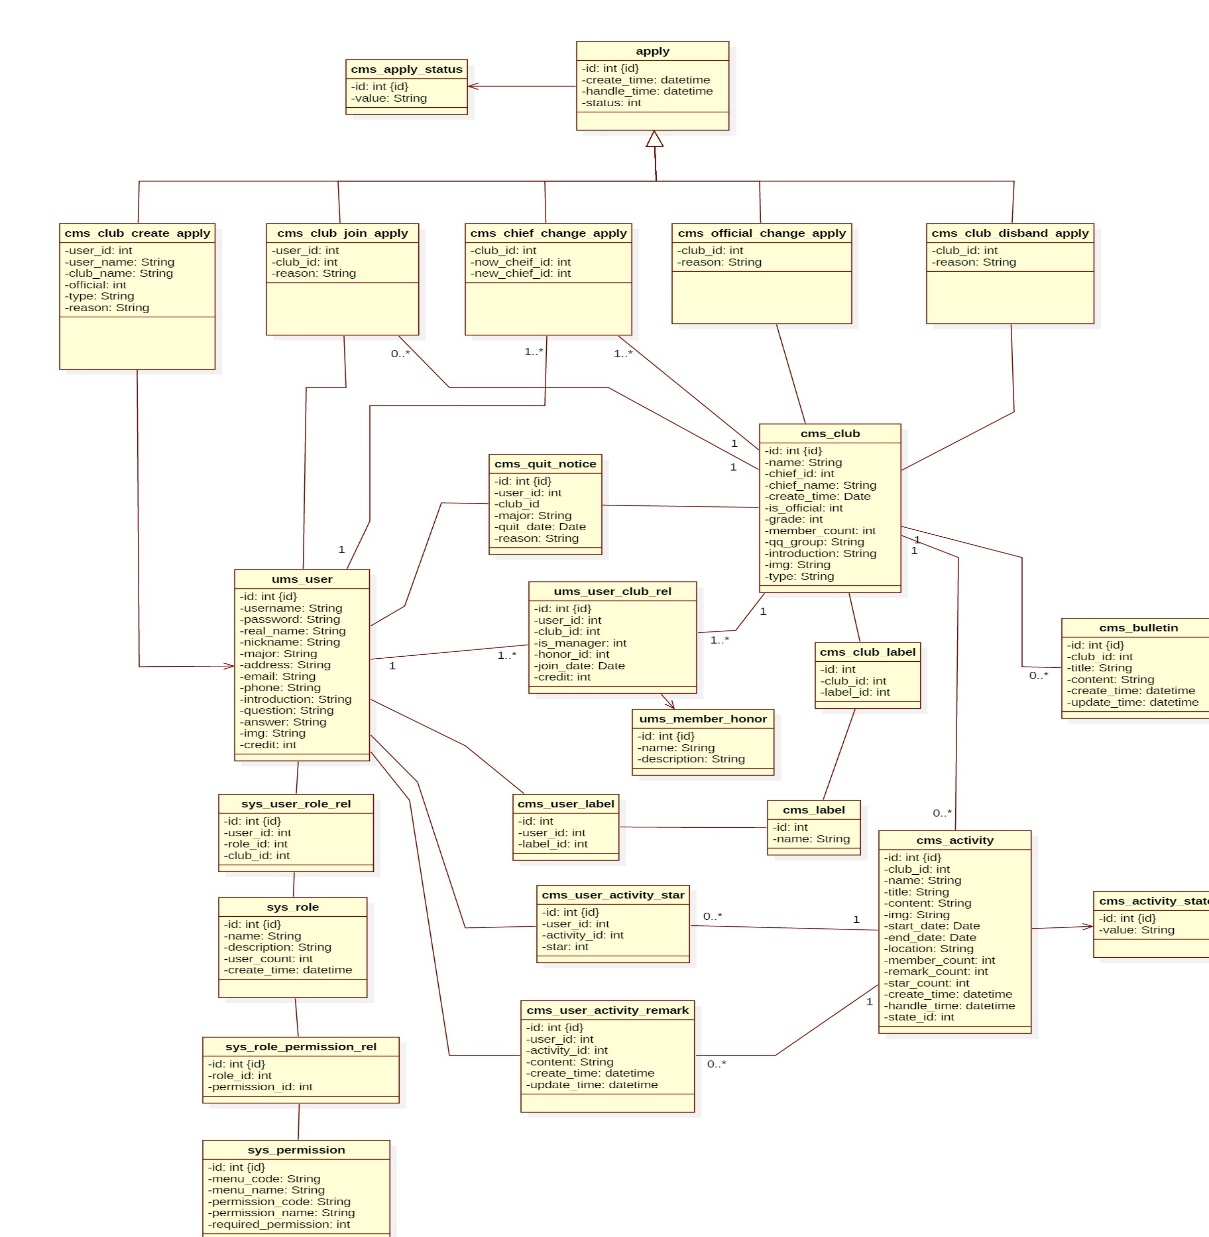 apply
-id: int {id}
-create_time: datetime
-handle_time: datetime
-status: int
cms_apply_status
-id: int {id}
-value: String
cms_club_create_apply
-user_id: int
-user_name: String
-club_name: String
-official: int
-type: String
-reason: String
cms_club_join_apply
-user_id: int
-club_id: int
-reason: String
cms_chief_change_apply
-club_id: int
-now_cheif_id: int
-new_chief_id: int
cms_official_change_apply
-club_id: int
-reason: String
cms_club_disband_apply
-club_id: int
-reason: String
0..*
1..*
1..*
cms_club
-id: int {id}
-name: String
-chief_id: int
-chief_name: String
-create_time: Date
-is_official: int
-grade: int
-member_count: int
-qq_group: String
-introduction: String
-img: String
-type: String
1
1
1
1
cms_quit_notice
-id: int {id}
-user_id: int
-club_id
-major: String
-quit_date: Date
-reason: String
1
ums_user
-id: int {id}
-username: String
-password: String
-real_name: String
-nickname: String
-major: String
-address: String
-email: String
-phone: String
-introduction: String
-question: String
-answer: String
-img: String
-credit: int
ums_user_club_rel
-id: int {id}
-user_id: int
-club_id: int
-is_manager: int
-honor_id: int
-join_date: Date
-credit: int
1
1..*
1..*
1
cms_club_label
-id: int
-club_id: int
-label_id: int
cms_bulletin
-id: int {id}
-club_id: int
-title: String
-content: String
-create_time: datetime
-update_time: datetime
0..*
ums_member_honor
-id: int {id}
-name: String
-description: String
sys_user_role_rel
-id: int {id}
-user_id: int
-role_id: int
-club_id: int
cms_user_label
-id: int
-user_id: int
-label_id: int
cms_label
-id: int
-name: String
0..*
cms_activity
-id: int {id}
-club_id: int
-name: String
-title: String
-content: String
-img: String
-start_date: Date
-end_date: Date
-location: String
-member_count: int
-remark_count: int
-star_count: int
-create_time: datetime
-handle_time: datetime
-state_id: int
cms_activity_state
-id: int {id}
-value: String
sys_role
-id: int {id}
-name: String
-description: String
-user_count: int
-create_time: datetime
cms_user_activity_star
-id: int {id}
-user_id: int
-activity_id: int
-star: int
0..*
1
cms_user_activity_remark
-id: int {id}
-user_id: int
-activity_id: int
-content: String
-create_time: datetime
-update_time: datetime
0..*
1
sys_role_permission_rel
-id: int {id}
-role_id: int
-permission_id: int
sys_permission
-id: int {id}
-menu_code: String
-menu_name: String
-permission_code: String
-permission_name: String
-required_permission: int